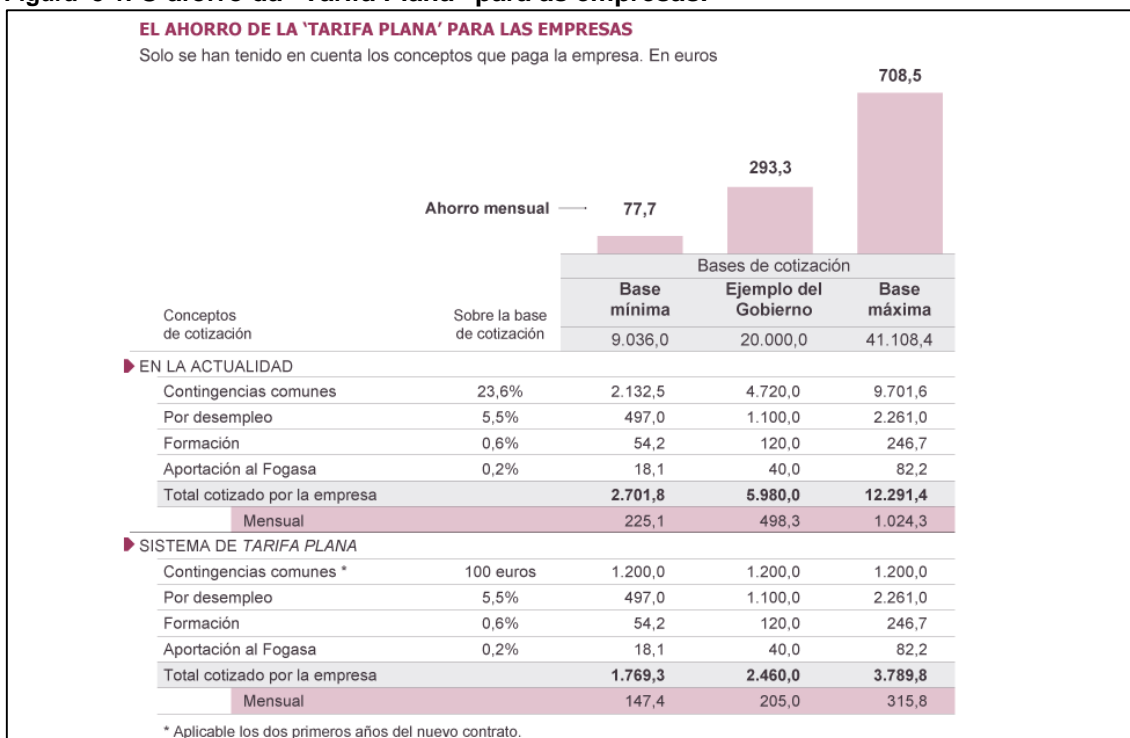 EL AHORRO DE LA ‘TARIFA PLANA’ PARA LAS EMPRESAS
Solo se han tenido en cuenta los conceptos que paga la empresa. En euros
708,5
293,3
Ahorro mensual 77,7
Bases de cotización
Conceptos de cotización Sobre la base de cotización Base mínima Ejemplo del Gobierno Base máxima
9.036,0 20.000,0 41.108,4
EN LA ACTUALIDAD
Contingencias comunes 23,6% 2.132,5 4.720,0 9.701,6
Por desempleo 5,5% 497,0 1.100,0 2.261,0
Formación 0,6% 54,2 120,0 246,7
Aportación al Fogasa 0,2% 18,1 40,0 82,2
Total cotizado por la empresa 2.701,8 5.980,0 12.291,4
Mensual 225,1 498,3 1.024,3
SISTEMA DE TARIFA PLANA
Contingencias comunes * 100 euros 1.200,0 1.200,0 1.200,0
Por desempleo 5,5% 497,0 1.100,0 2.261,0
Formación 0,6% 54,2 120,0 246,7
Aportación al Fogasa 0,2% 18,1 40,0 82,2
Total cotizado por la empresa 1.769,3 2.460,0 3.789,8
Mensual 147,4 205,0 315,8
* Aplicable los dos primeros años del nuevo contrato.